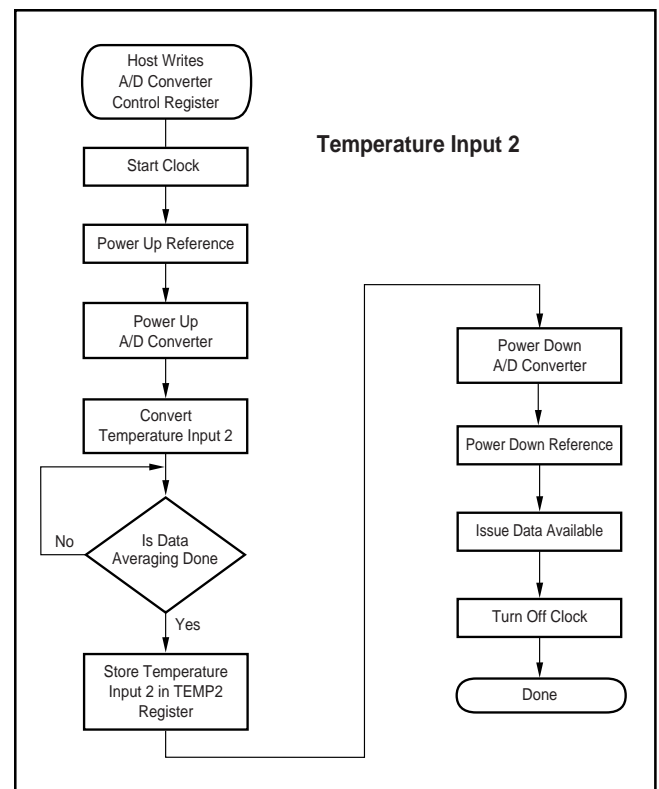 Host Writes
A/D Converter
Control Register
Temperature Input 2
Start Clock
Power Up Reference
Power Up
A/D Converter
Convert
Temperature Input 2
Is Data
Averaging Done
No
Yes
Store Temperature
Input 2 in TEMP2
Register
Power Down
A/D Converter
Power Down Reference
Issue Data Available
Turn Off Clock
Done